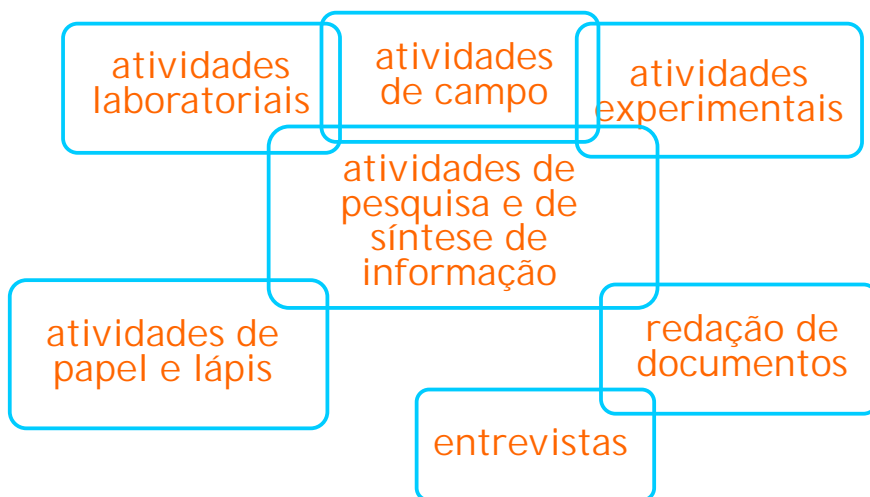 atividades
laboratoriais
atividades
de campo
atividades
experimentais
atividades de
pesquisa e de
síntese de
informação
atividades de
papel e lápis
redação de
documentos
entrevistas